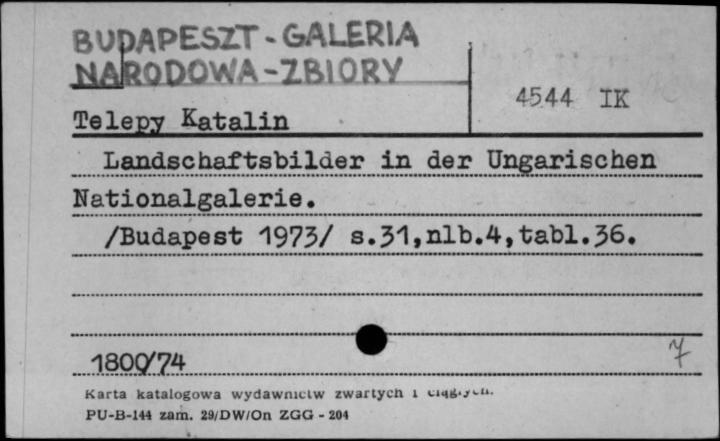 BUDAPESZT - GALERIA
NARODOWA - ZBIORY
4544 IK
Telepy Katalin
Landschaftsbilder in der Ungarischen
Nationalgalerie.
/Budapest 1973/ s.31,nlb.4,tabl.36.
1800/74
7
Karta katalogowa wydawnictw zwartych i ciągłych.
PU-B-144 zam. 29/DW/On ZGG - 204